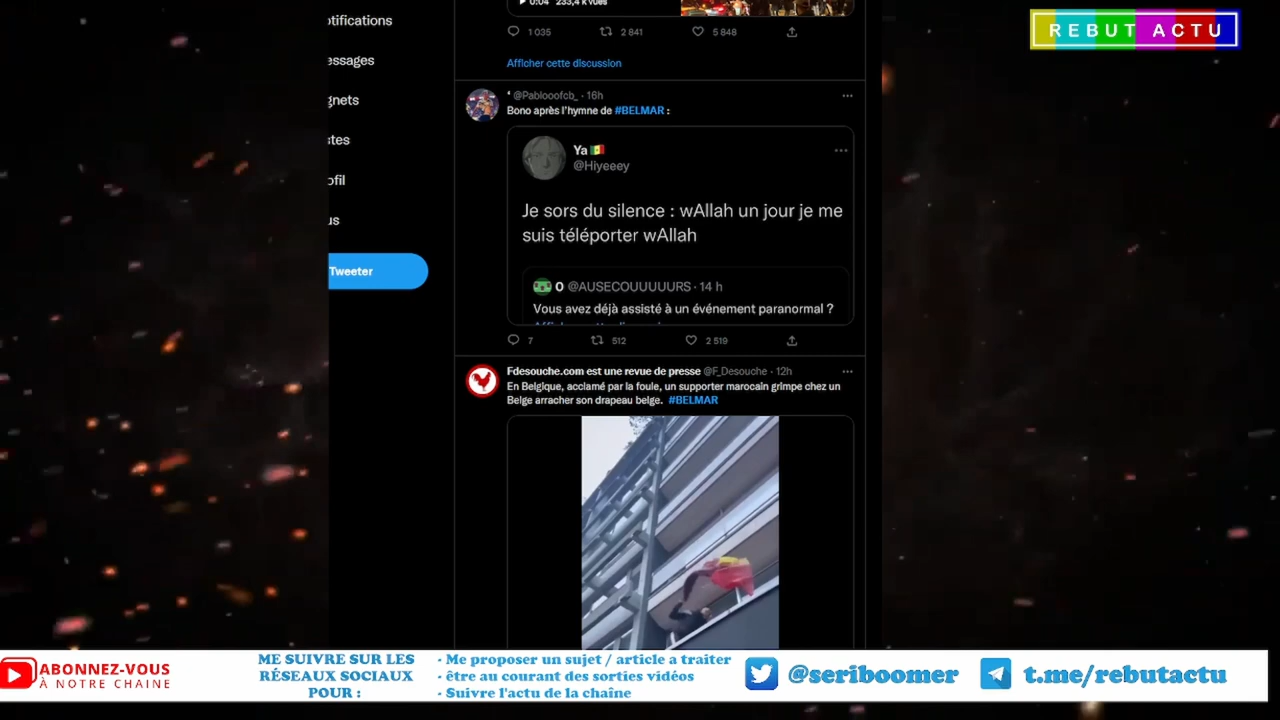 0:04 233,4 k vues
1 035 2 841 5 848
Afficher cette discussion
REBUT ACTU
otifications
essages
gnets
stes
ofil
us
Tweeter
‘ @Pablooofcb_ · 16h
Bono après l'hymne de #BELMAR :
Ya
@Hiyeeey
Je sors du silence : wAllah un jour je me
suis téléporter wAllah
O @AUSECOUUUUURS · 14 h
Vous avez déjà assisté à un événement paranormal ?
7 512 2 519
Fdesouche.com est une revue de presse @F_Desouche · 12h
En Belgique, acclamé par la foule, un supporter marocain grimpe chez un
Belge arracher son drapeau belge. #BELMAR
ABONNEZ-VOUS
À NOTRE CHAINE
ME SUIVRE SUR LES
RÉSEAUX SOCIAUX
POUR :
- Me proposer un sujet / article a traiter
- être au courant des sorties vidéos
- Suivre l'actu de la chaîne
@seriboomer
t.me/rebutactu